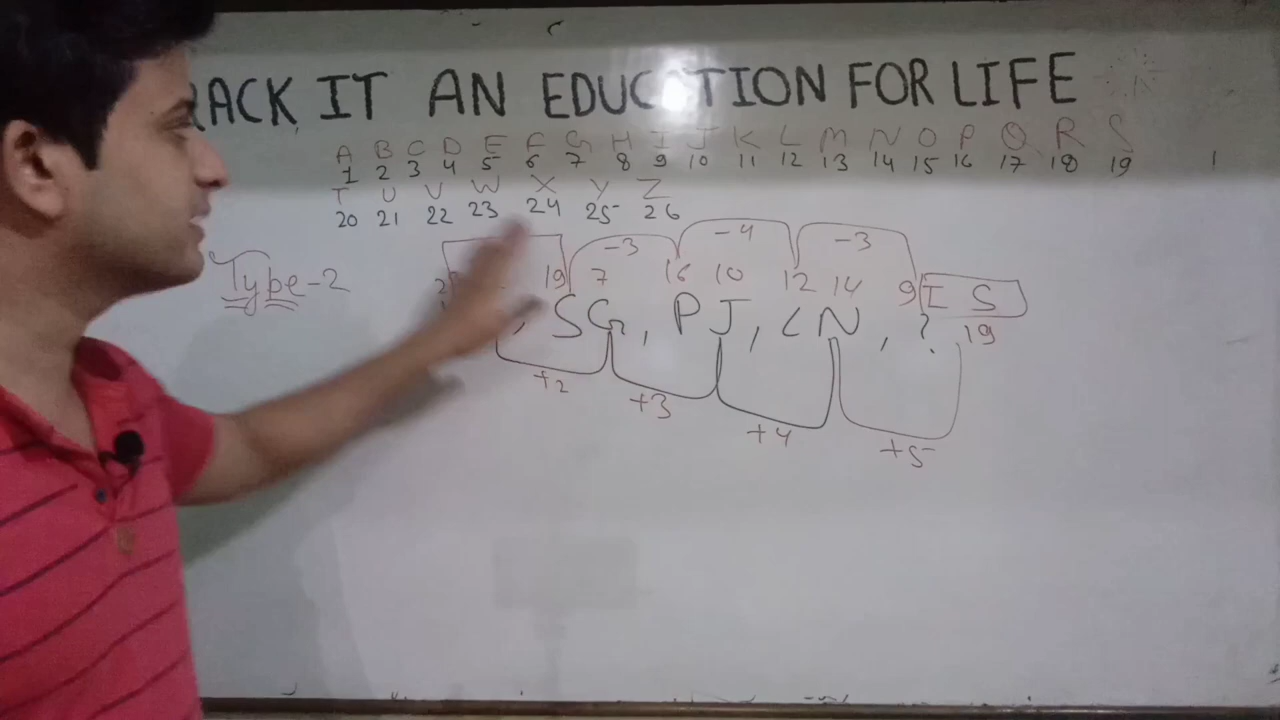 RACK IT AN EDUCATION FOR LIFE
A B C D E F G H I J K L M N O P Q R S
1 2 3 4 5 6 7 8 9 10 11 12 13 14 15 16 17 18 19
T U V W X Y Z
20 21 22 23 24 25 26
-3 -4 -3
Type-2
19 7 16 10 12 14 9 I S
, SG, PJ, LN, ? 19
+2 +3 +4 +5